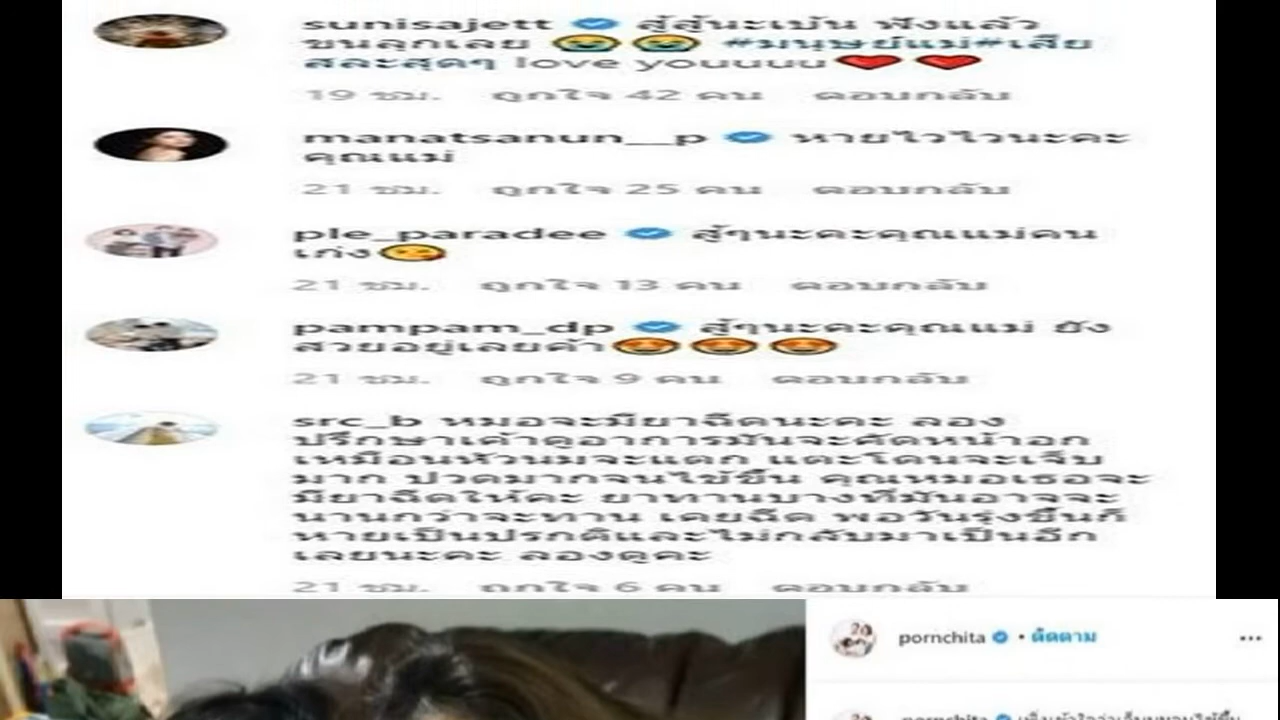 sunisajett สู้สู้นะเบ้น ฟังแล้ว
ขนลุกเลย 😭😭 #มนุษย์แม่#เสีย
สละสุดๆ love youuuuu❤️❤️
19 ชม. ถูกใจ 42 คน ตอบกลับ
manatsanun__p หายไวไวนะคะ
คุณแม่
21 ชม. ถูกใจ 25 คน ตอบกลับ
ple_paradee สู้ๆนะคะคุณแม่คน
เก่ง😘
21 ชม. ถูกใจ 13 คน ตอบกลับ
pampam_dp สู้ๆนะคะคุณแม่ ยัง
สวยอยู่เลยค่า😍😍😍
21 ชม. ถูกใจ 9 คน ตอบกลับ
src_b หมอจะมียาฉีดนะคะ ลอง
ปรึกษาเค้าดูอาการมันจะคัดหน้าอก
เหมือนหัวนมจะแตก แตะโดนจะเจ็บ
มาก ปวดมากจนไข้ขึ้น คุณหมอเธอจะ
มียาฉีดให้คะ ยาทานบางทีมันอาจจะ
นานกว่าจะทาน เคยฉีด พอวันรุ่งขึ้นก็
หายเป็นปรกติและไม่กลับมาเป็นอีก
เลยนะคะ ลองดูคะ
21 ชม. ถูกใจ 6 คน ตอบกลับ
pornchita • ติดตาม
pornchita